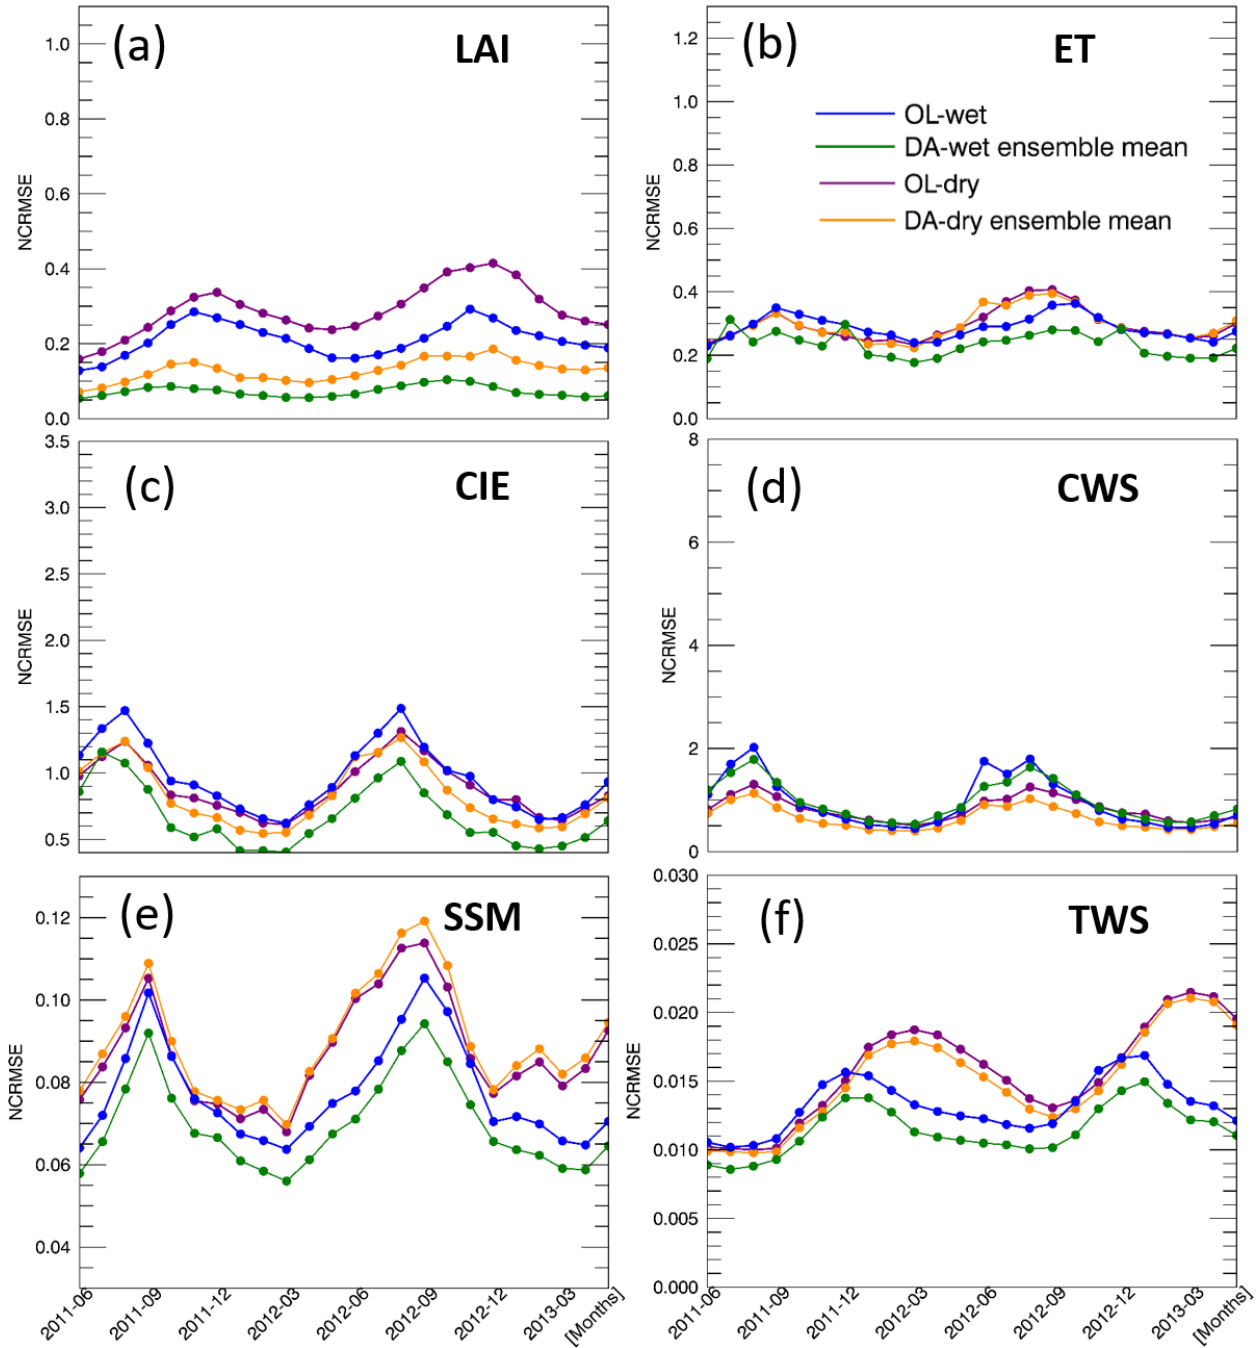 (a)
LAI
NCRMSE
1.0
0.8
0.6
0.4
0.2
0.0
(b)
ET
NCRMSE
1.2
1.0
0.8
0.6
0.4
0.2
0.0
OL-wet
DA-wet ensemble mean
OL-dry
DA-dry ensemble mean
(c)
CIE
NCRMSE
3.5
3.0
2.5
2.0
1.5
1.0
0.5
(d)
CWS
NCRMSE
8
6
4
2
0
(e)
SSM
NCRMSE
0.12
0.10
0.08
0.06
0.04
2011-06
2011-09
2011-12
2012-03
2012-06
2012-09
2012-12
2013-03
[Months]
(f)
TWS
NCRMSE
0.030
0.025
0.020
0.015
0.010
0.005
0.000
2011-06
2011-09
2011-12
2012-03
2012-06
2012-09
2012-12
2013-03
[Months]